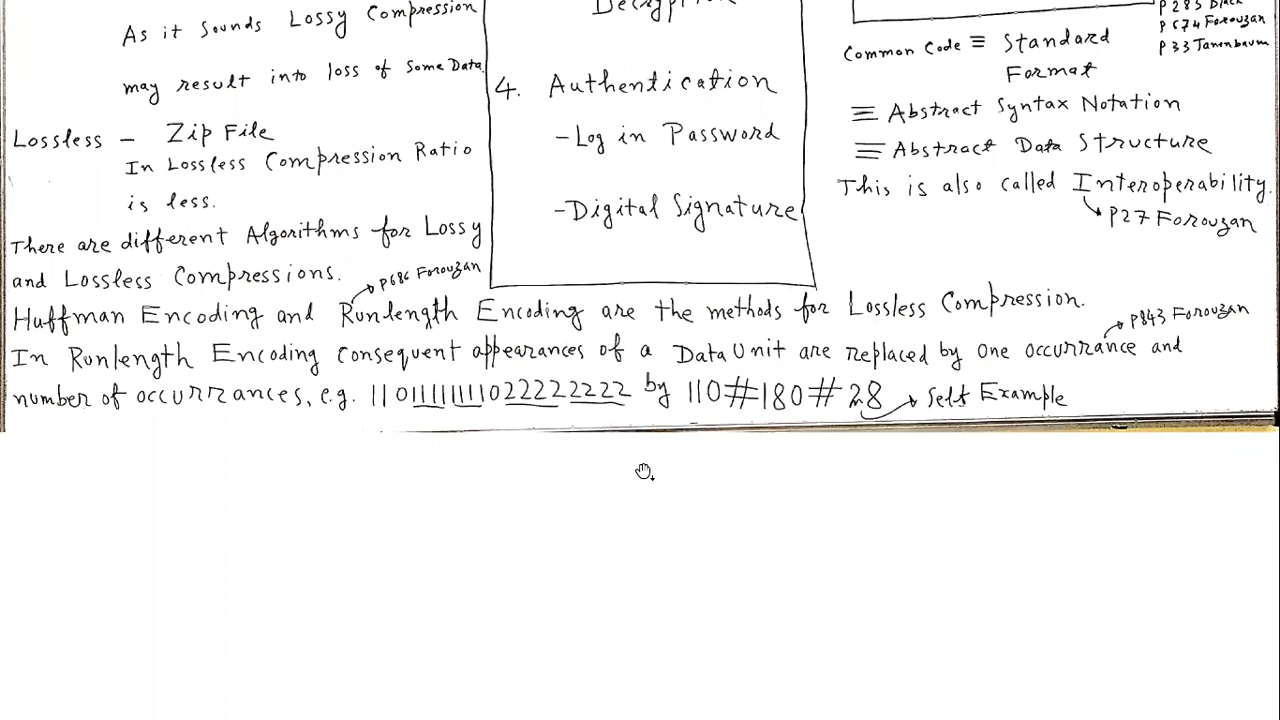 As it sounds Lossy Compression
may result into loss of Some Data
Lossless – Zip File
In Lossless Compression Ratio
is less.
There are different Algorithms for Lossy
and Lossless Compressions.
4. Authentication
- Log in Password
- Digital Signature
p 674 Forouzan
p 33 Tanenbaum
Common Code ≡ Standard
Format
≡ Abstract Syntax Notation
≡ Abstract Data Structure
This is also called Interoperability.
P27 Forouzan
p686 Forouzan
Huffman Encoding and Runlength Encoding are the methods for Lossless Compression.
p843 Forouzan
In Runlength Encoding consequent appearances of a Data Unit are replaced by one occurrance and
number of occurrances, e.g. 11011111111022222222 by 110#180#28 Self Example